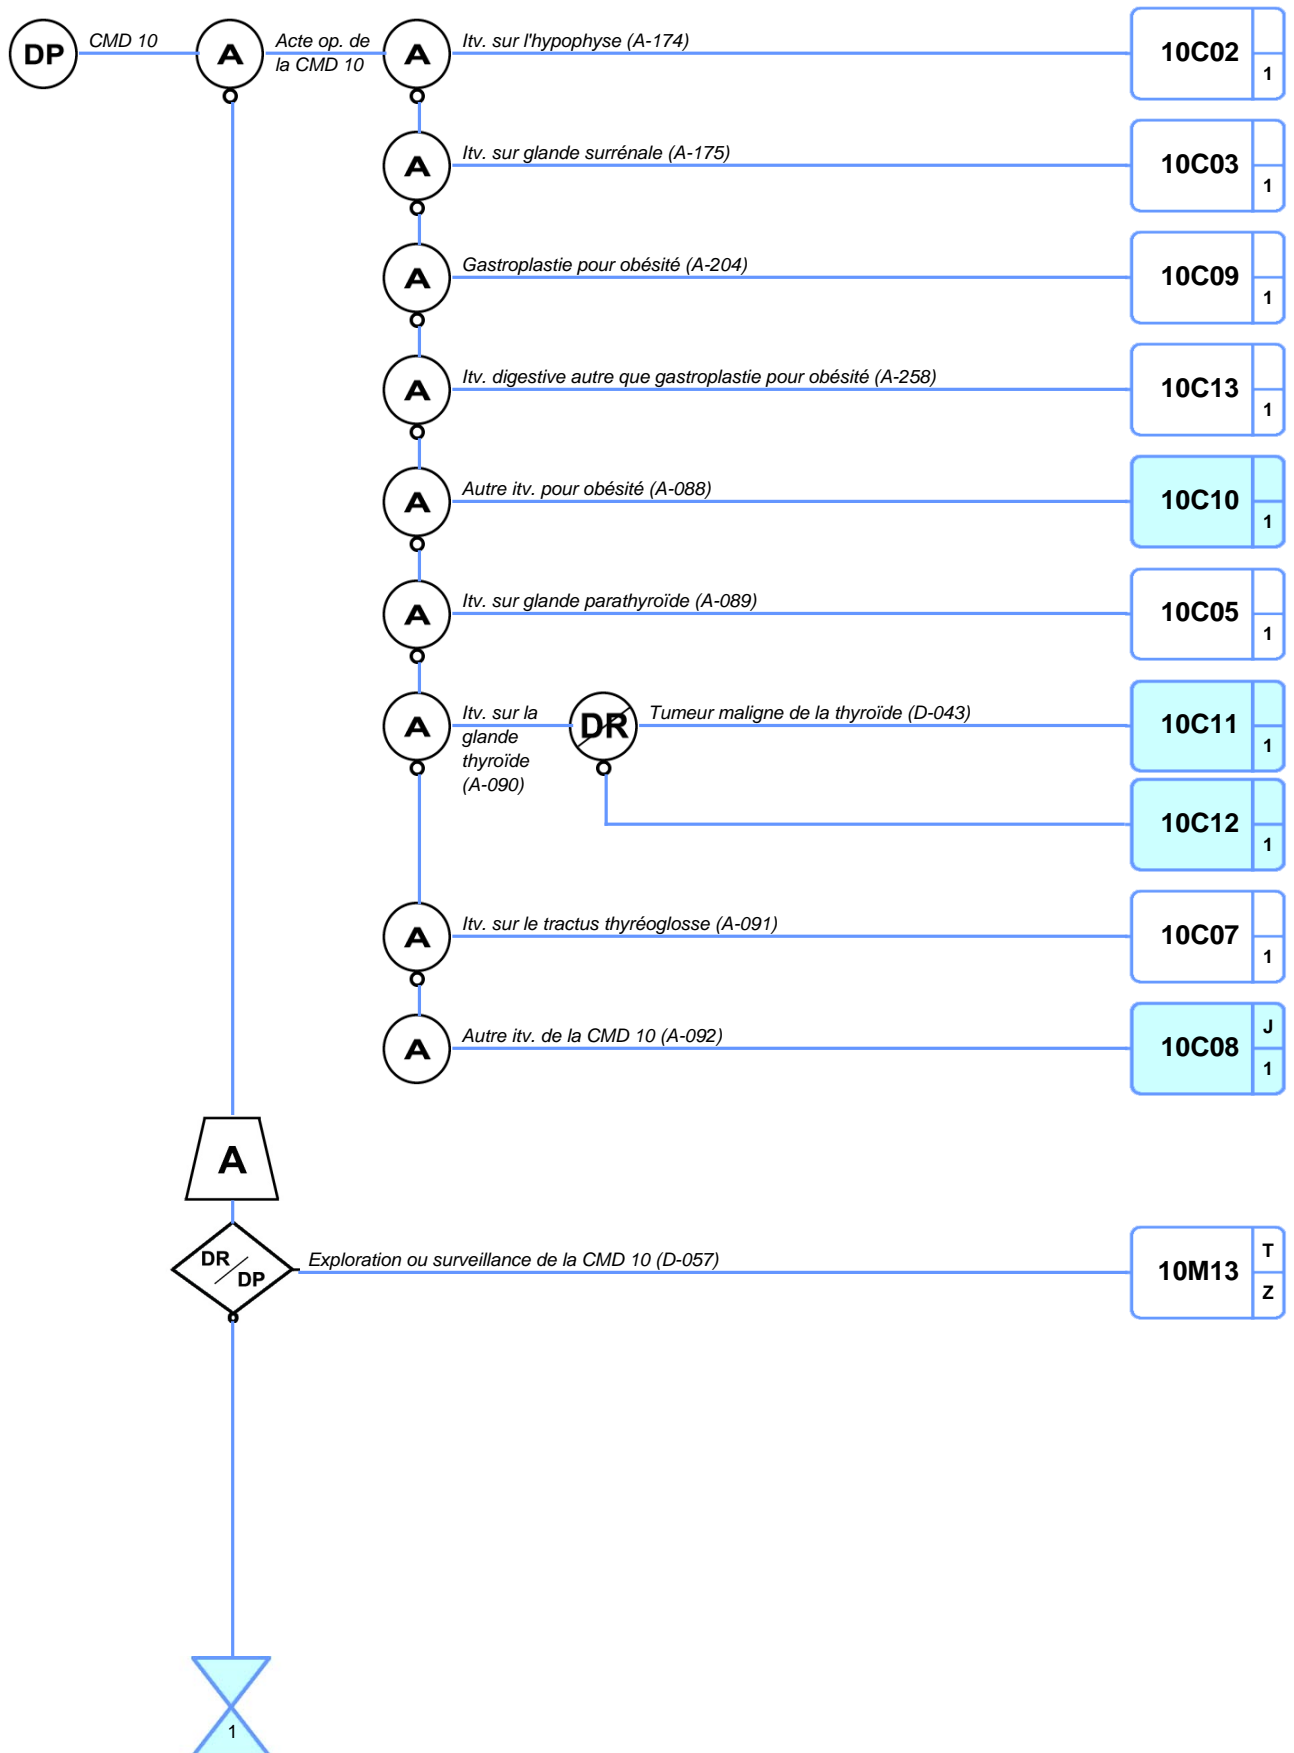 DP
CMD 10
A
Acte op. de
la CMD 10
A
Itv. sur l'hypophyse (A-174)
10C02
1
A
Itv. sur glande surrénale (A-175)
10C03
1
A
Gastroplastie pour obésité (A-204)
10C09
1
A
Itv. digestive autre que gastroplastie pour obésité (A-258)
10C13
1
A
Autre itv. pour obésité (A-088)
10C10
1
A
Itv. sur glande parathyroïde (A-089)
10C05
1
A
Itv. sur la
glande
thyroïde
(A-090)
DR
Tumeur maligne de la thyroïde (D-043)
10C11
1
10C12
1
A
Itv. sur le tractus thyréoglosse (A-091)
10C07
1
A
Autre itv. de la CMD 10 (A-092)
10C08
J
1
A
DR
DP
Exploration ou surveillance de la CMD 10 (D-057)
10M13
T
Z
1